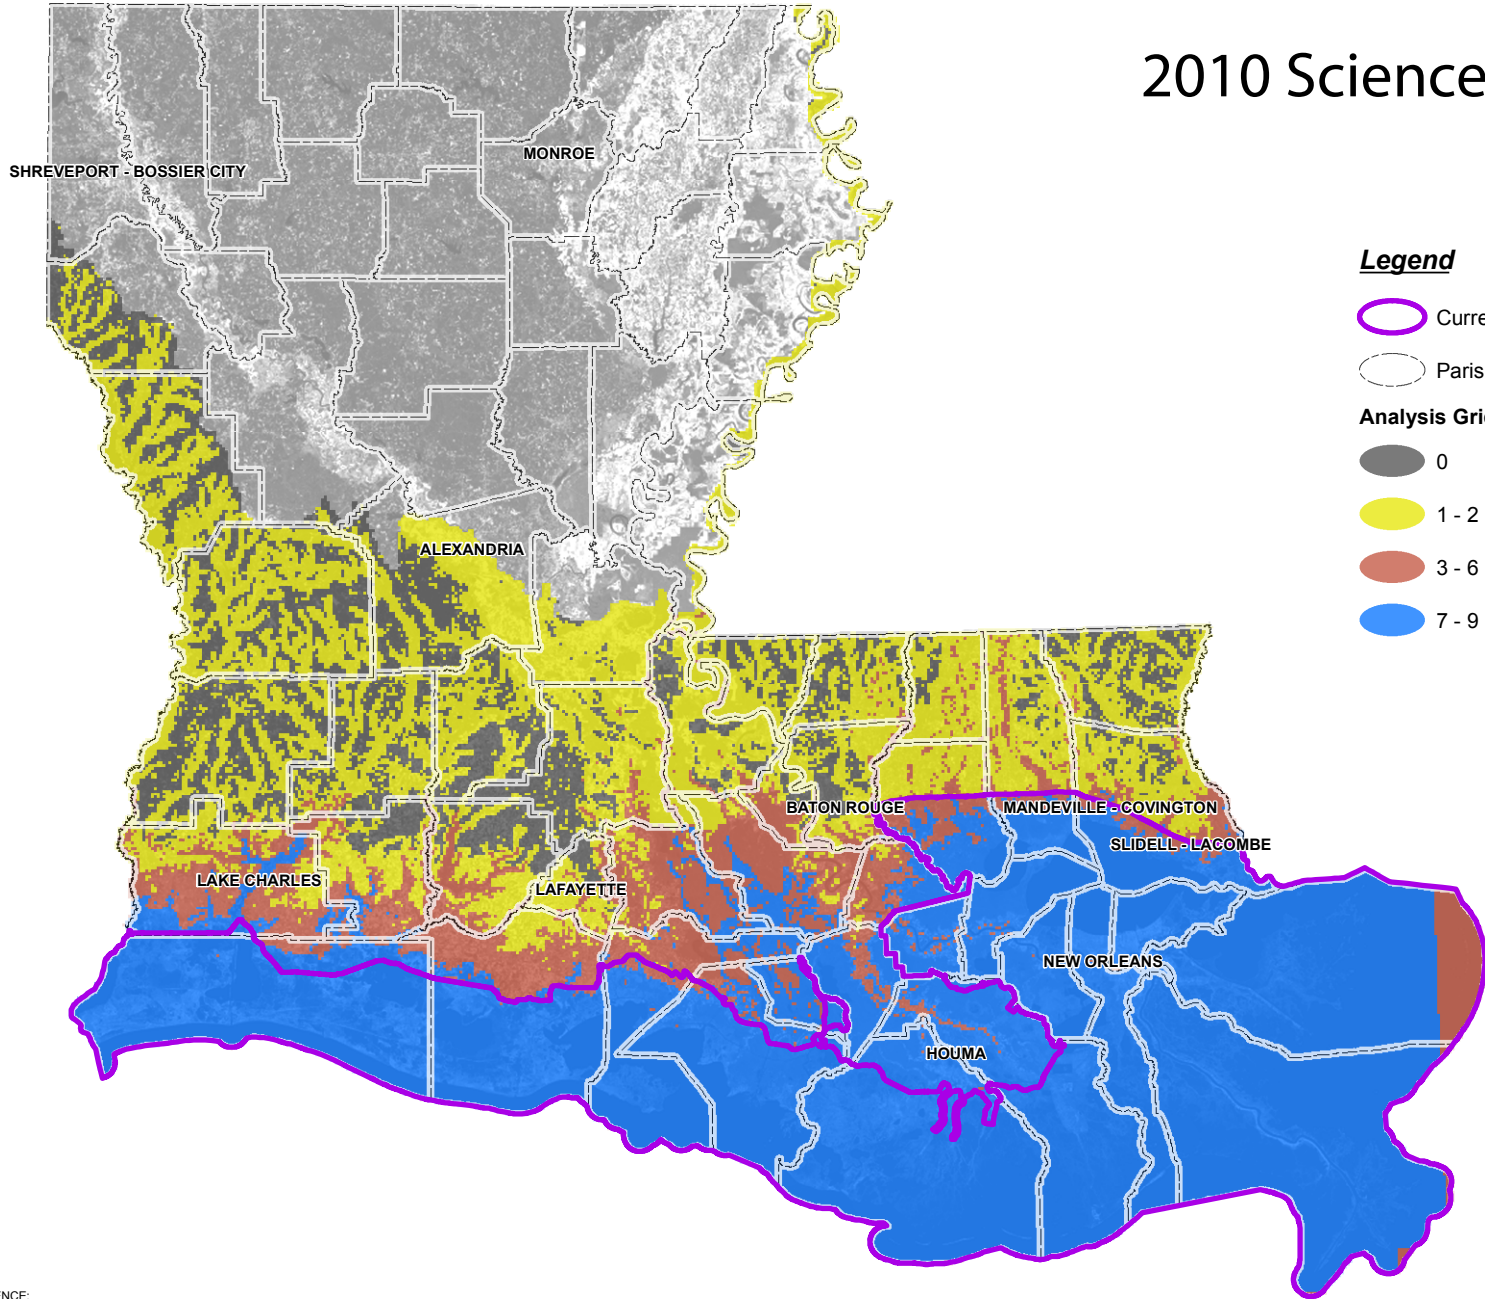 2010 Science
SHREVEPORT - BOSSIER CITY
MONROE
Legend
Curre
Paris
Analysis Gri
0
1 - 2
3 - 6
7 - 9
ALEXANDRIA
BATON ROUGE
MANDEVILLE - COVINGTON
SLIDELL - LACOMBE
LAKE CHARLES
LAFAYETTE
NEW ORLEANS
HOUMA
ENCE: